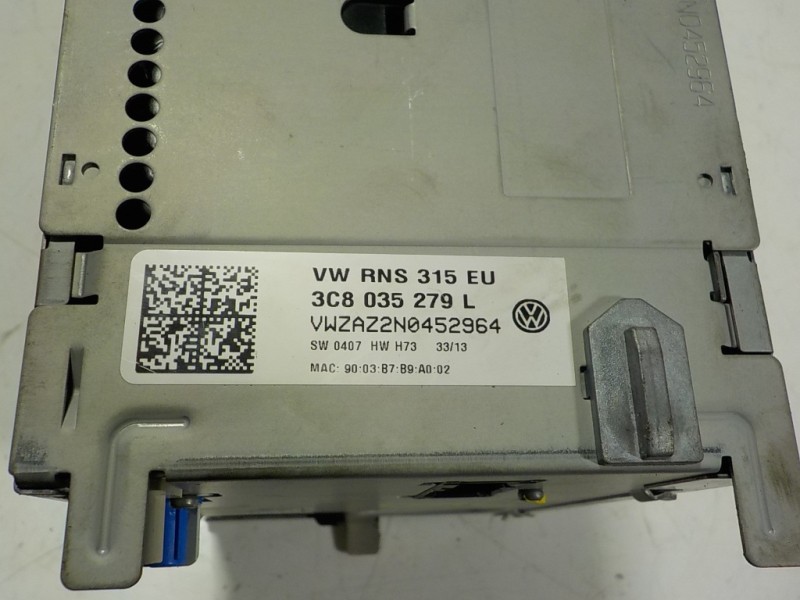 N0452964
VW RNS 315 EU
3C8 035 279 L
VWZAZ2N0452964
SW 0407 HW H73 33/13
MAC: 90:03:B7:B9:A0:02